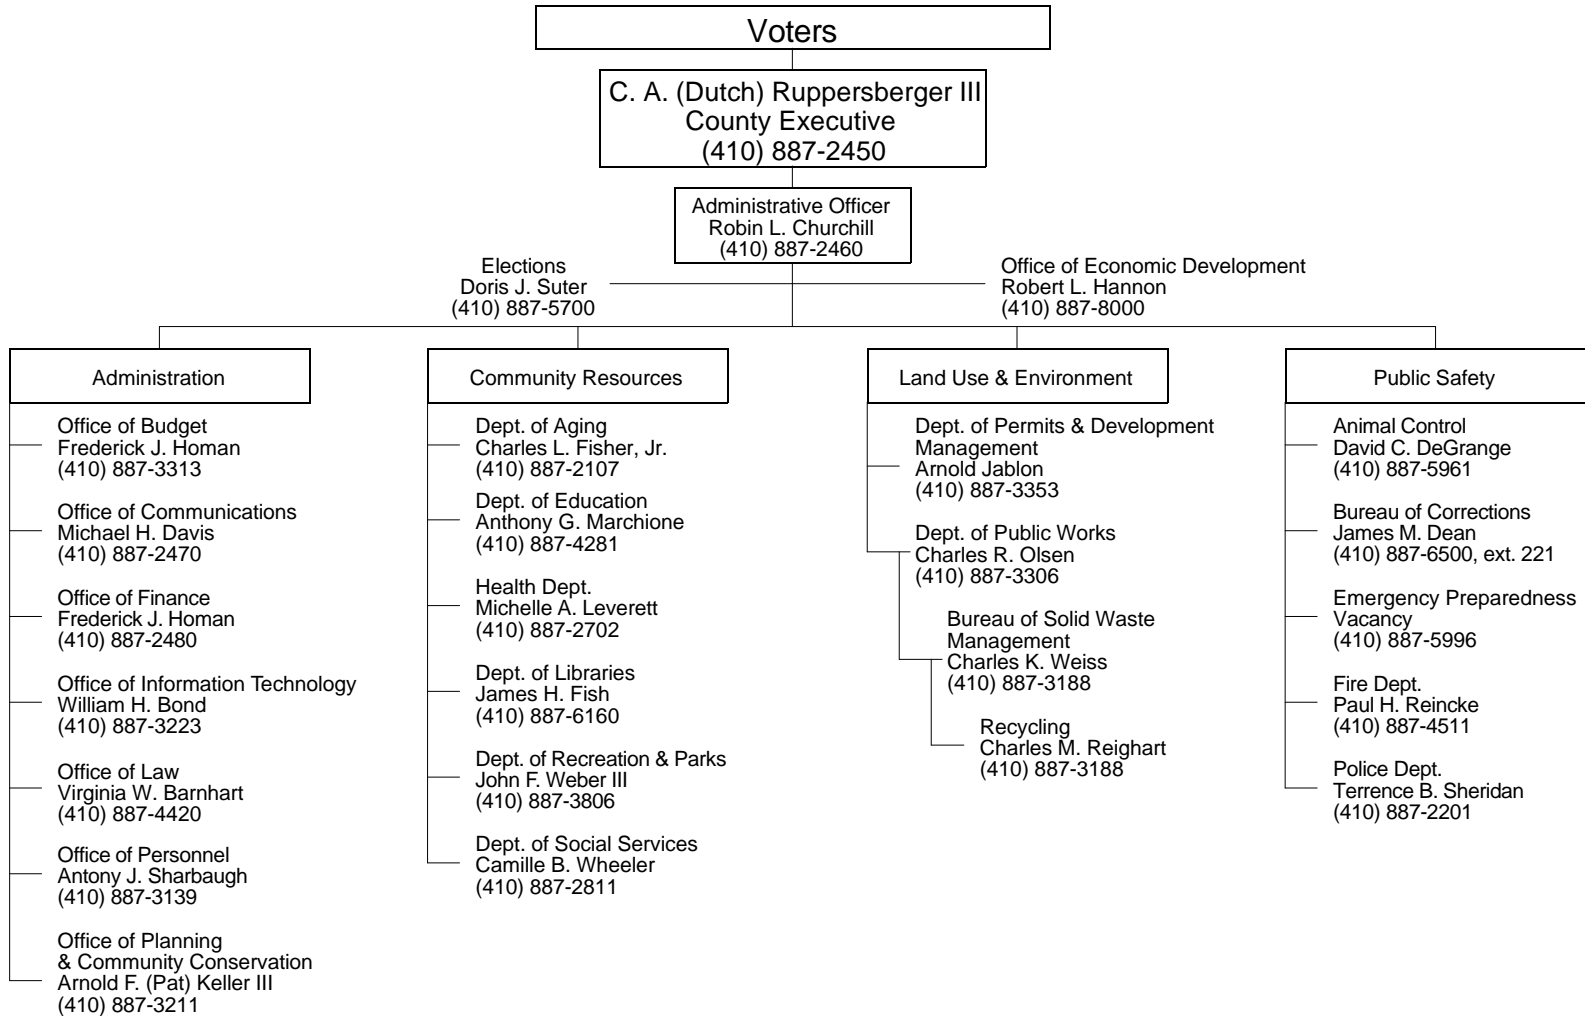 Voters
C. A. (Dutch) Ruppersberger III
County Executive
(410) 887-2450
Administrative Officer
Robin L. Churchill
(410) 887-2460
Elections
Doris J. Suter
(410) 887-5700
Office of Economic Development
Robert L. Hannon
(410) 887-8000
Administration
Office of Budget
Frederick J. Homan
(410) 887-3313
Office of Communications
Michael H. Davis
(410) 887-2470
Office of Finance
Frederick J. Homan
(410) 887-2480
Office of Information Technology
William H. Bond
(410) 887-3223
Office of Law
Virginia W. Barnhart
(410) 887-4420
Office of Personnel
Antony J. Sharbaugh
(410) 887-3139
Office of Planning
& Community Conservation
Arnold F. (Pat) Keller III
(410) 887-3211
Community Resources
Dept. of Aging
Charles L. Fisher, Jr.
(410) 887-2107
Dept. of Education
Anthony G. Marchione
(410) 887-4281
Health Dept.
Michelle A. Leverett
(410) 887-2702
Dept. of Libraries
James H. Fish
(410) 887-6160
Dept. of Recreation & Parks
John F. Weber III
(410) 887-3806
Dept. of Social Services
Camille B. Wheeler
(410) 887-2811
Land Use & Environment
Dept. of Permits & Development
Management
Arnold Jablon
(410) 887-3353
Dept. of Public Works
Charles R. Olsen
(410) 887-3306
Bureau of Solid Waste
Management
Charles K. Weiss
(410) 887-3188
Recycling
Charles M. Reighart
(410) 887-3188
Public Safety
Animal Control
David C. DeGrange
(410) 887-5961
Bureau of Corrections
James M. Dean
(410) 887-6500, ext. 221
Emergency Preparedness
Vacancy
(410) 887-5996
Fire Dept.
Paul H. Reincke
(410) 887-4511
Police Dept.
Terrence B. Sheridan
(410) 887-2201